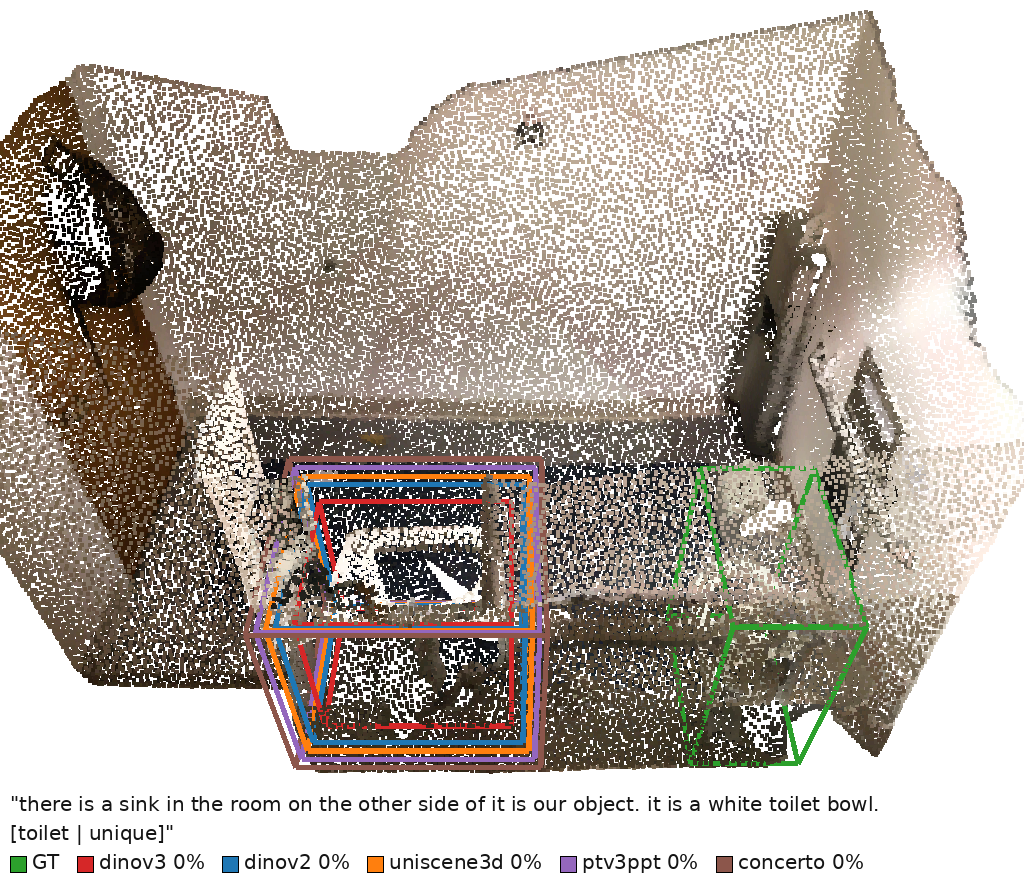 "there is a sink in the room on the other side of it is our object. it is a white toilet bowl.
[toilet | unique]"
GT dinov3 0% dinov2 0% uniscene3d 0% ptv3ppt 0% concerto 0%